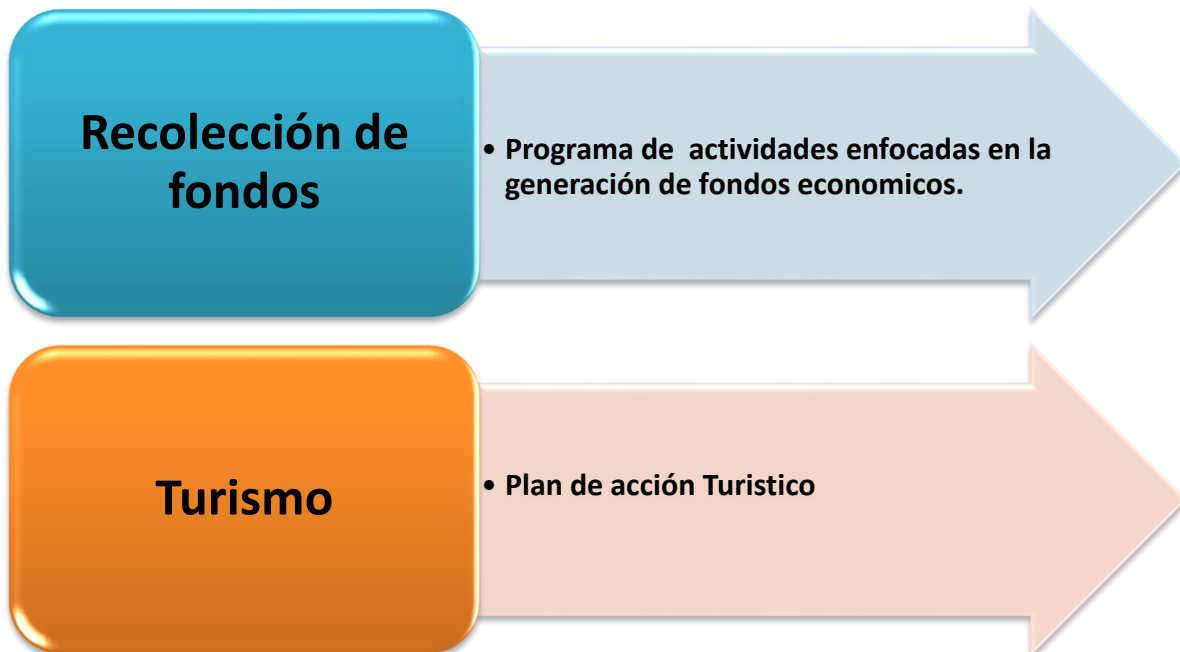 Recolección de
fondos
• Programa de actividades enfocadas en la
generación de fondos economicos.
Turismo
• Plan de acción Turistico